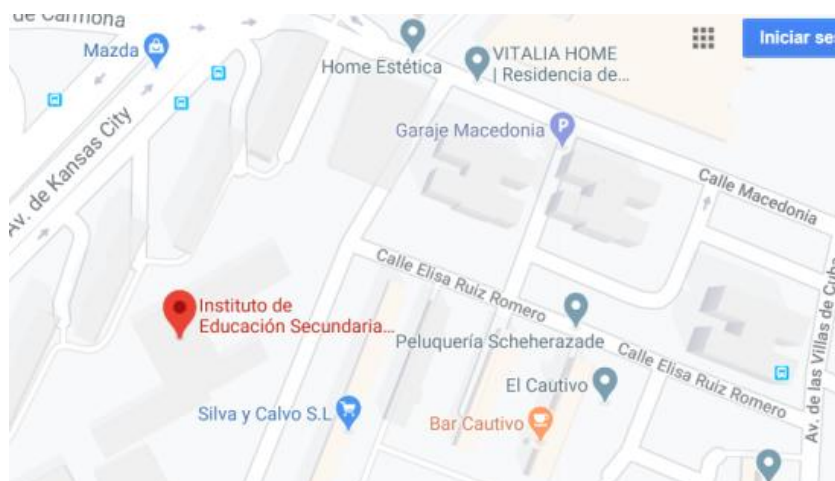 de Carmona
Mazda
Home Estética
VITALIA HOME
| Residencia de...
Iniciar se
Garaje Macedonia
P
Av. de Kansas City
Calle Macedonia
Calle Elisa Ruiz Romero
Instituto de
Educación Secundaria...
Peluquería Scheherazade
Calle Elisa Ruiz Romero
Av. de las Villas de Cuba
El Cautivo
Silva y Calvo S.L
Bar Cautivo